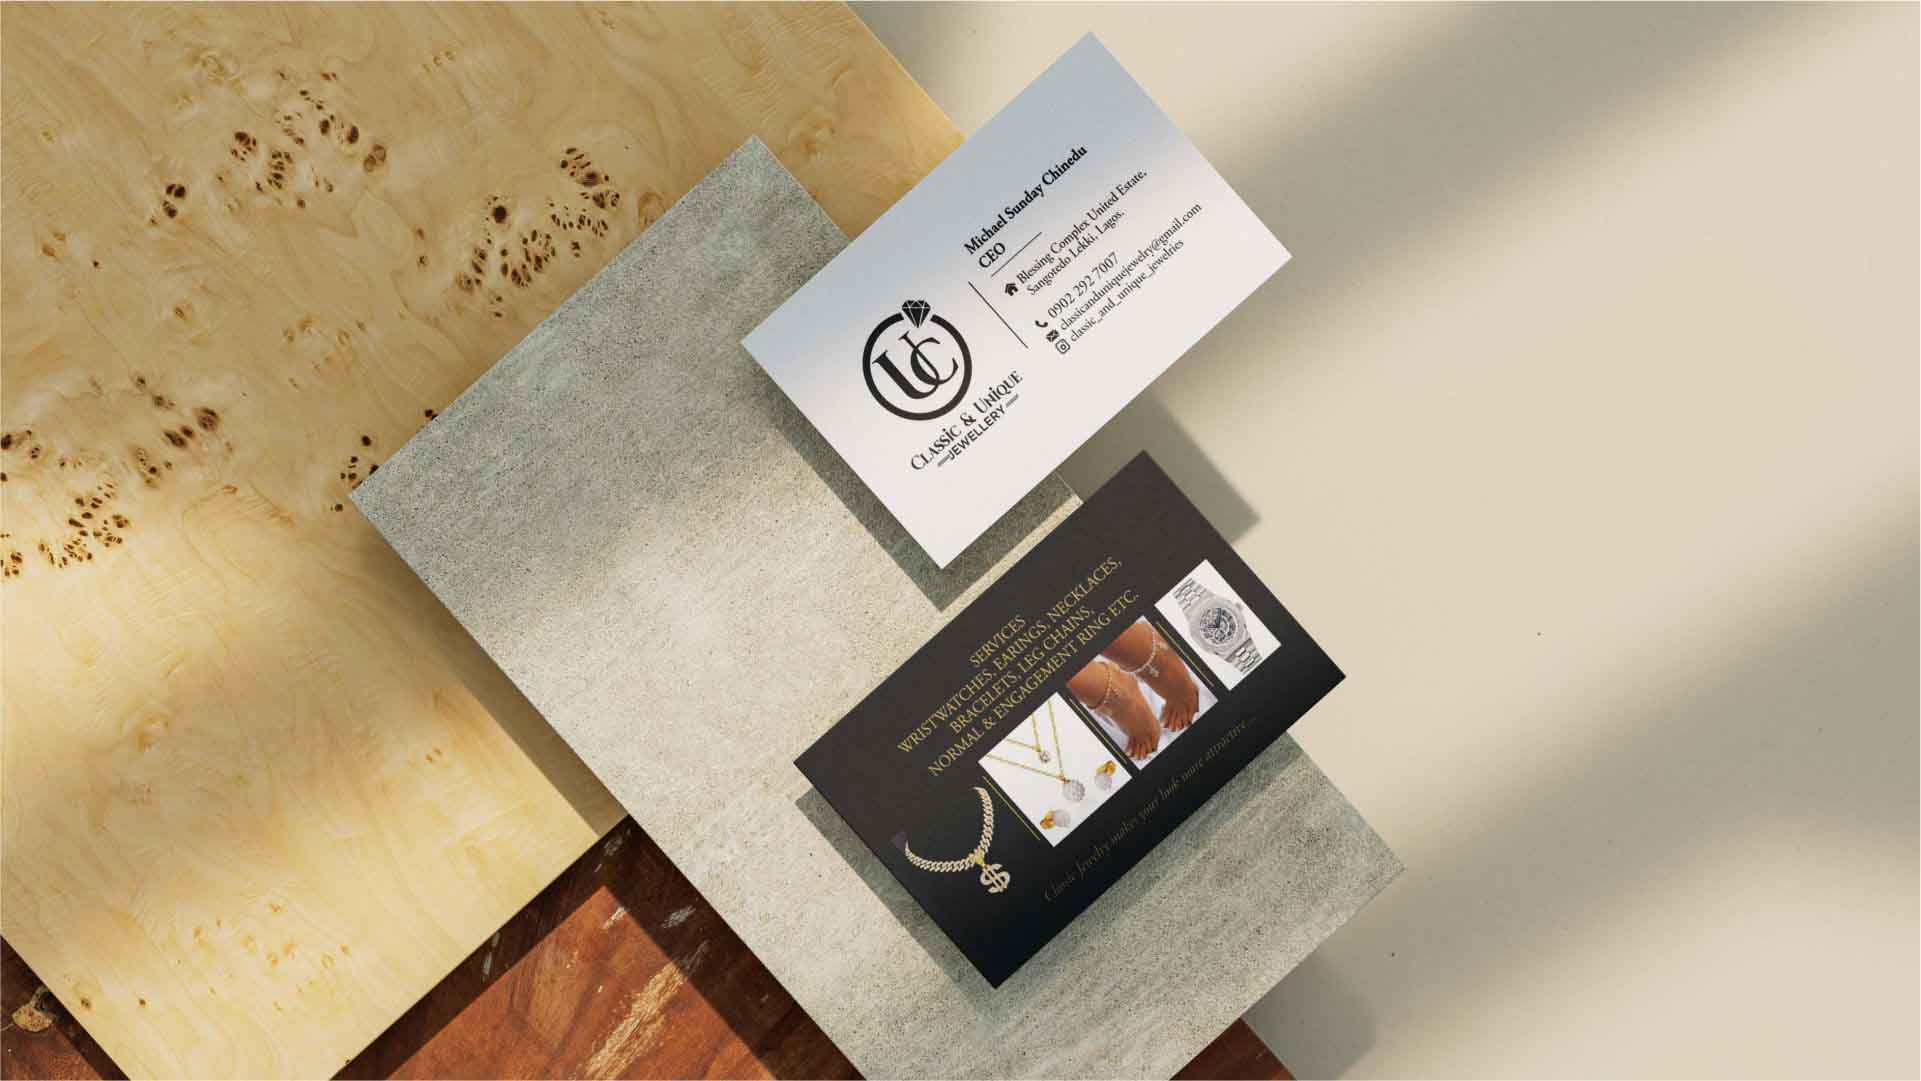 Michael Sunday Chinedu
CEO
Blessing Complex United Estate,
Sangotedo Lekki, Lagos.
0902 292 7007
classicanduniquejewelry@gmail.com
classic_and_unique_jewelries
UC
CLASSIC & UNIQUE
JEWELLERY
SERVICES
WRISTWATCHES, EARINGS, NECKLACES,
BRACELETS, LEG CHAINS,
NORMAL & ENGAGEMENT RING ETC.
Classic Jewelry makes your look more attractive...